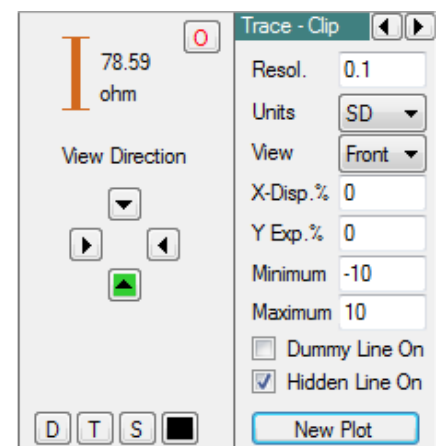 O
78.59
ohm
View Direction
D T S
Trace - Clip
Resol. 0.1
Units SD
View Front
X-Disp.% 0
Y Exp.% 0
Minimum -10
Maximum 10
Dummy Line On
Hidden Line On
New Plot